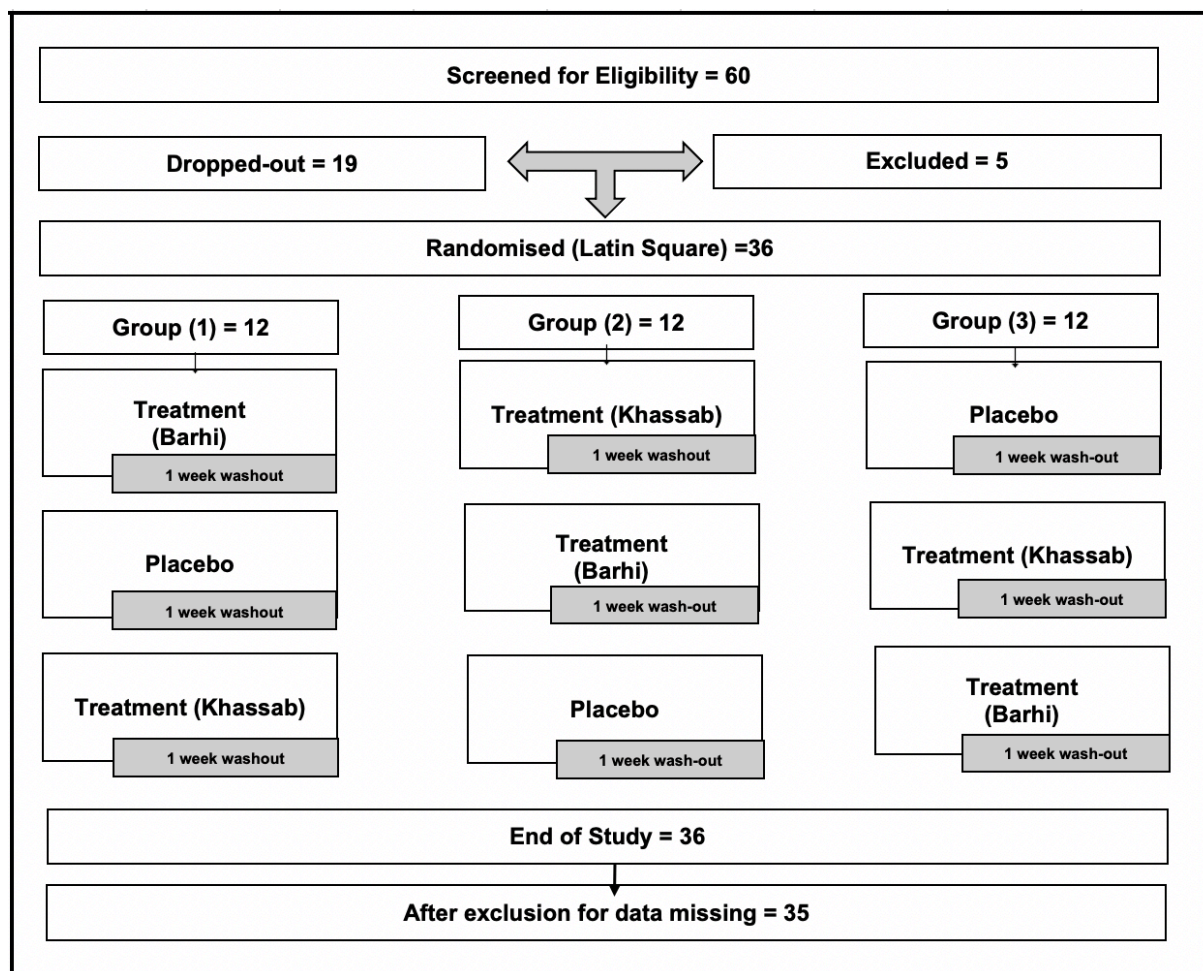 Screened for Eligibility = 60
Dropped-out = 19
Excluded = 5
Randomised (Latin Square) =36
Group (1) = 12
Group (2) = 12
Group (3) = 12
Treatment
(Barhi)
1 week washout
Treatment (Khassab)
1 week washout
Placebo
1 week wash-out
Placebo
1 week washout
Treatment
(Barhi)
1 week wash-out
Treatment (Khassab)
1 week wash-out
Treatment (Khassab)
1 week washout
Placebo
1 week wash-out
Treatment
(Barhi)
1 week wash-out
End of Study = 36
After exclusion for data missing = 35